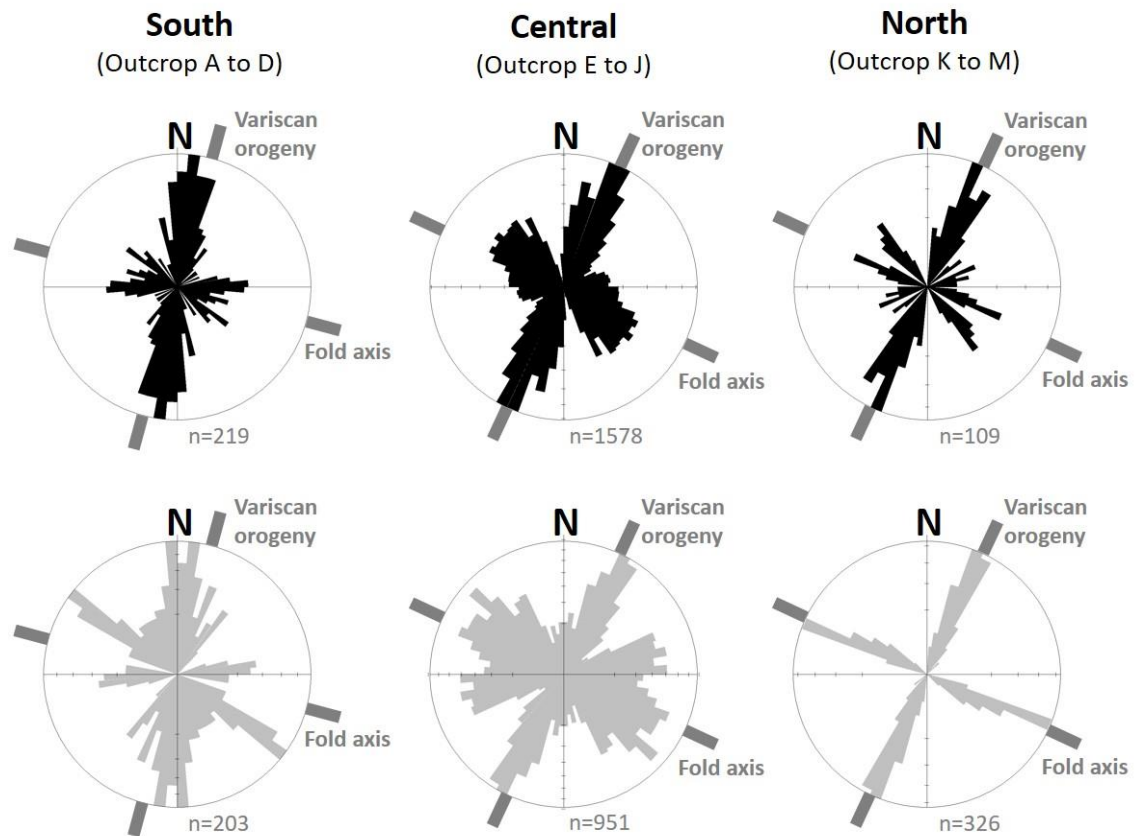 South
(Outcrop A to D)
Central
(Outcrop E to J)
North
(Outcrop K to M)
N
Variscan
orogeny
Fold axis
n=219
N
Variscan
orogeny
Fold axis
n=1578
N
Variscan
orogeny
Fold axis
n=109
N
Variscan
orogeny
Fold axis
n=203
N
Variscan
orogeny
Fold axis
n=951
N
Variscan
orogeny
Fold axis
n=326